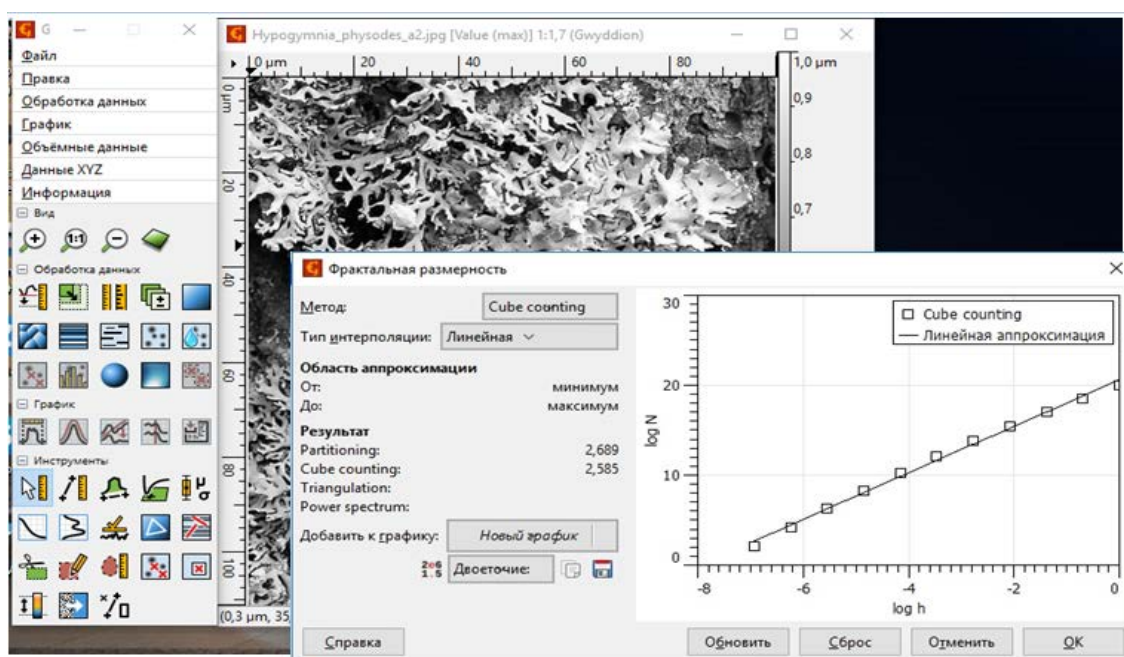 G
Файл
Правка
Обработка данных
График
Объёмные данные
Данные XYZ
Информация
Вид
1:1
Обработка данных
График
Инструменты
μ
σ
Hypogymnia_physodes_a2.jpg [Value (max)] 1:1,7 (Gwyddion)
0 μm 20 40 60 80
0 μm
20
40
60
80
100
1,0 μm
0,9
0,8
0,7
(0,3 μm, 35,
Фрактальная размерность
Метод: Cube counting
Тип интерполяции: Линейная
Область аппроксимации
От: минимум
До: максимум
Результат
Partitioning: 2,689
Cube counting: 2,585
Triangulation:
Power spectrum:
Добавить к графику: Новый график
2e6
1.5
Двоеточие:
Cube counting
Линейная аппроксимация
30
20
10
0
log N
-8 -6 -4 -2 0
log h
Справка Обновить Сброс Отменить OK